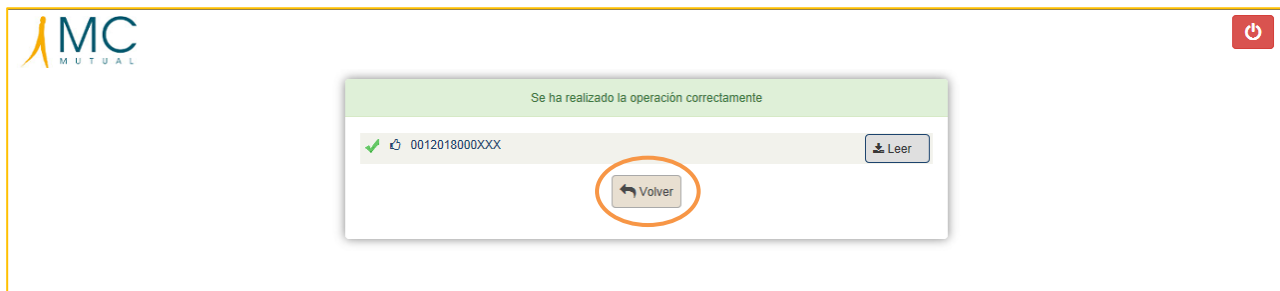 MC
MUTUAL
Se ha realizado la operación correctamente
0012018000XXX
Leer
Volver